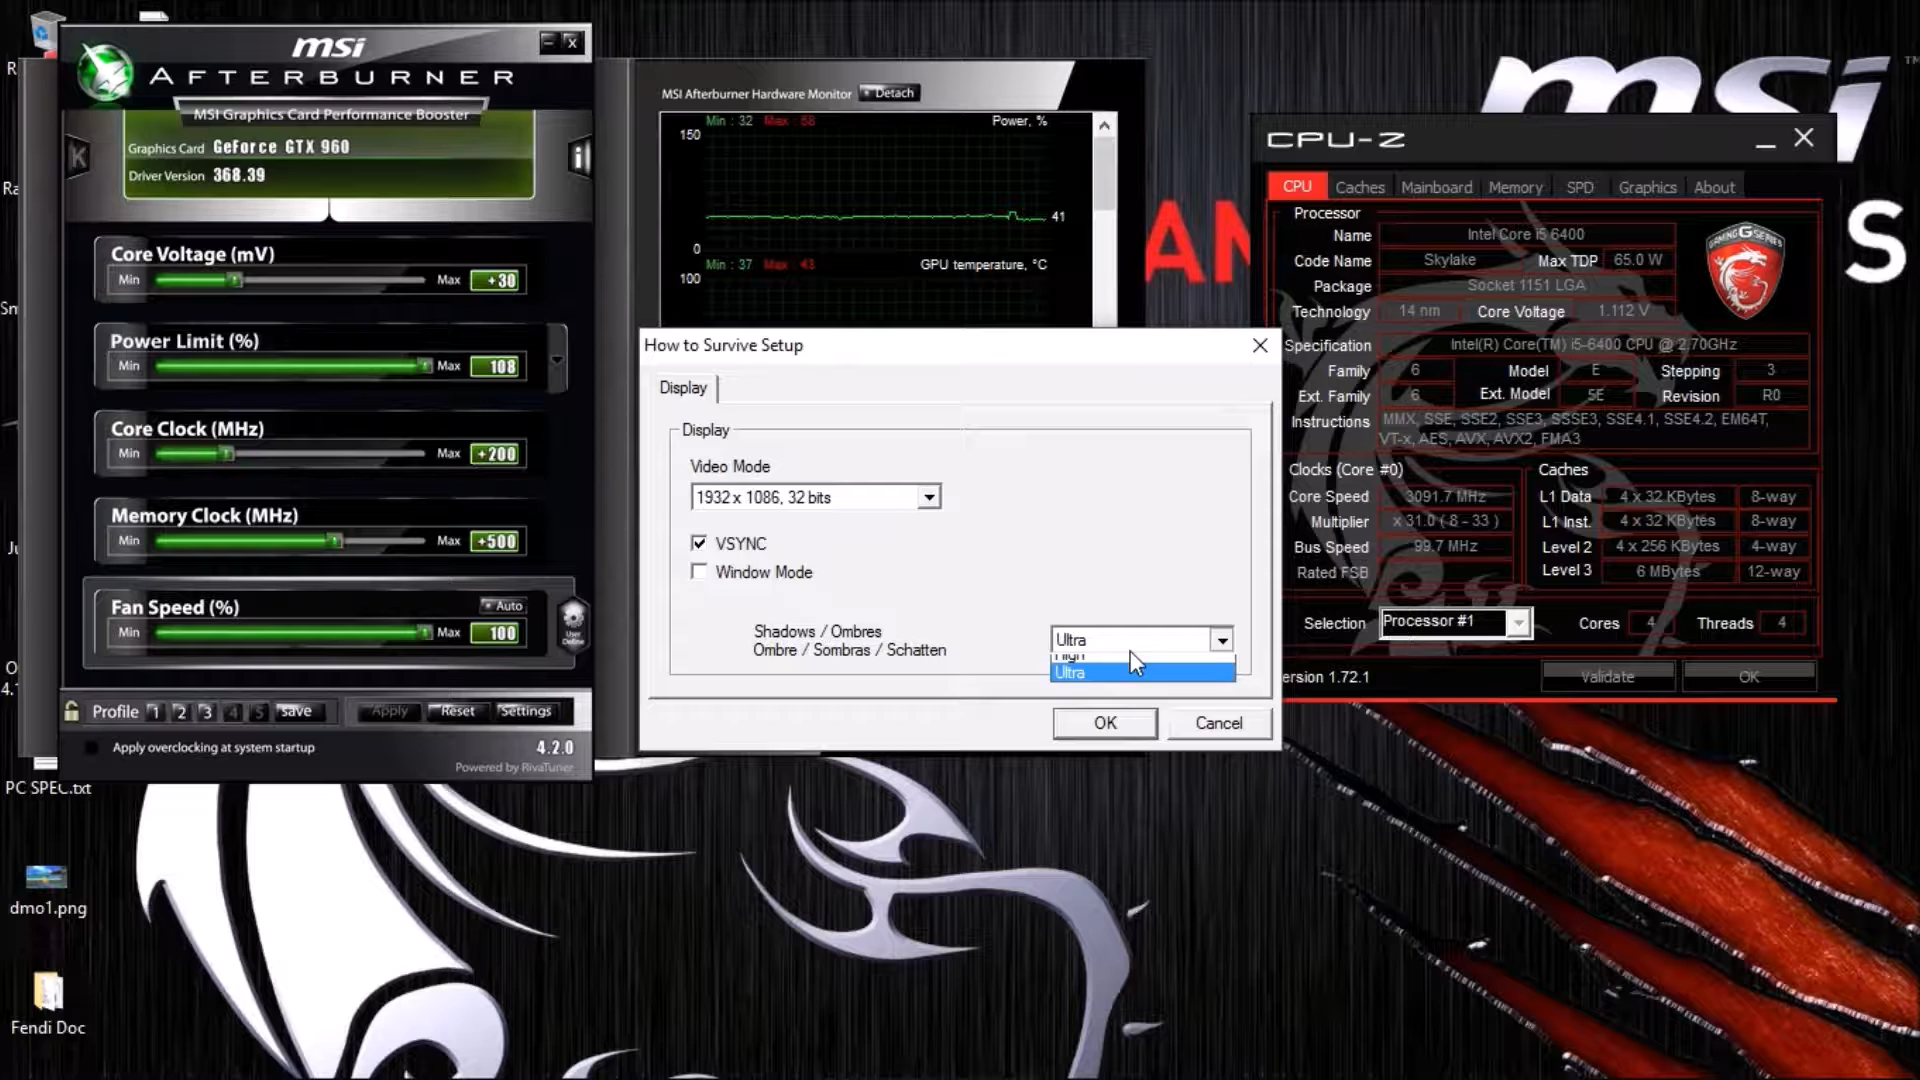 msi
AFTERBURNER
MSI Graphics Card Performance Booster
Graphics Card GeForce GTX 960
Driver Version 368.39
K
i
Core Voltage (mV)
Min Max +30
Power Limit (%)
Min Max 108
Core Clock (MHz)
Min Max +200
Memory Clock (MHz)
Min Max +500
Fan Speed (%) Auto
Min Max 100
User Define
Profile 1 2 3 4 5 save Apply Reset Settings
Apply overclocking at system startup 4.2.0
Powered by RivaTuner
MSI Afterburner Hardware Monitor Detach
Min : 32 Max : 58 Power, %
150
41
0
Min : 37 Max : 43 GPU temperature, °C
100
How to Survive Setup
Display
Display
Video Mode
1932 x 1086, 32 bits
VSYNC
Window Mode
Shadows / Ombres
Ombre / Sombras / Schatten
Ultra
High
Ultra
OK Cancel
msi
TM
AN
S
CPU-Z
CPU Caches Mainboard Memory SPD Graphics About
Processor
Name Intel Core i5 6400
Code Name Skylake Max TDP 65.0 W
Package Socket 1151 LGA
Technology 14 nm Core Voltage 1.112 V
GAMING G SERIES
Specification Intel(R) Core(TM) i5-6400 CPU @ 2.70GHz
Family 6 Model E Stepping 3
Ext. Family 6 Ext. Model 5E Revision R0
Instructions MMX, SSE, SSE2, SSE3, SSSE3, SSE4.1, SSE4.2, EM64T,
VT-x, AES, AVX, AVX2, FMA3
Clocks (Core #0) Caches
Core Speed 3091.7 MHz L1 Data 4 x 32 KBytes 8-way
Multiplier x 31.0 ( 8 - 33 ) L1 Inst. 4 x 32 KBytes 8-way
Bus Speed 99.7 MHz Level 2 4 x 256 KBytes 4-way
Rated FSB Level 3 6 MBytes 12-way
Selection Processor #1 Cores 4 Threads 4
ersion 1.72.1 Validate OK
PC SPEC.txt
dmo1.png
Fendi Doc